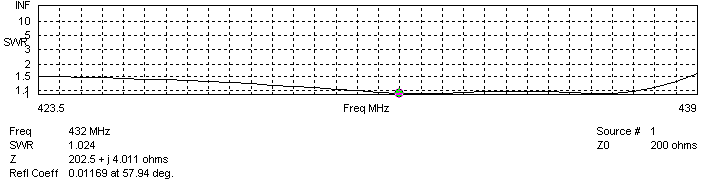 INF
10
5
SWR
3
2
1.5
1.1
1
423.5 Freq MHz 439
Freq 432 MHz Source # 1
SWR 1.024 Z0 200 ohms
Z 202.5 + j 4.011 ohms
Refl Coeff 0.01169 at 57.94 deg.